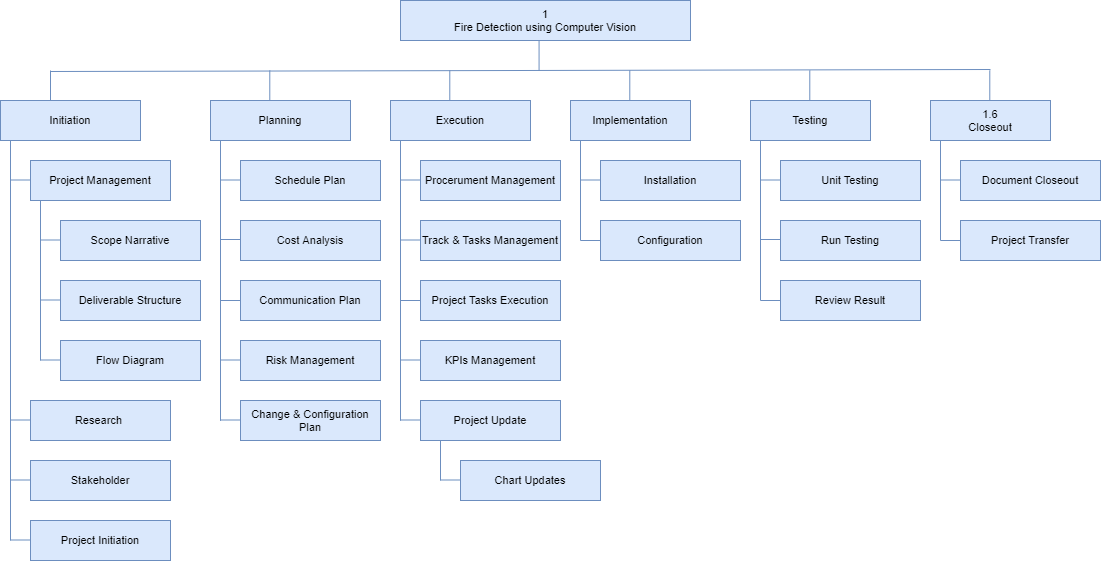 1
Fire Detection using Computer Vision
Initiation
Planning
Execution
Implementation
Testing
1.6
Closeout
Project Management
Scope Narrative
Deliverable Structure
Flow Diagram
Research
Stakeholder
Project Initiation
Schedule Plan
Cost Analysis
Communication Plan
Risk Management
Change & Configuration
Plan
Procerument Management
Track & Tasks Management
Project Tasks Execution
KPIs Management
Project Update
Chart Updates
Installation
Configuration
Unit Testing
Run Testing
Review Result
Document Closeout
Project Transfer